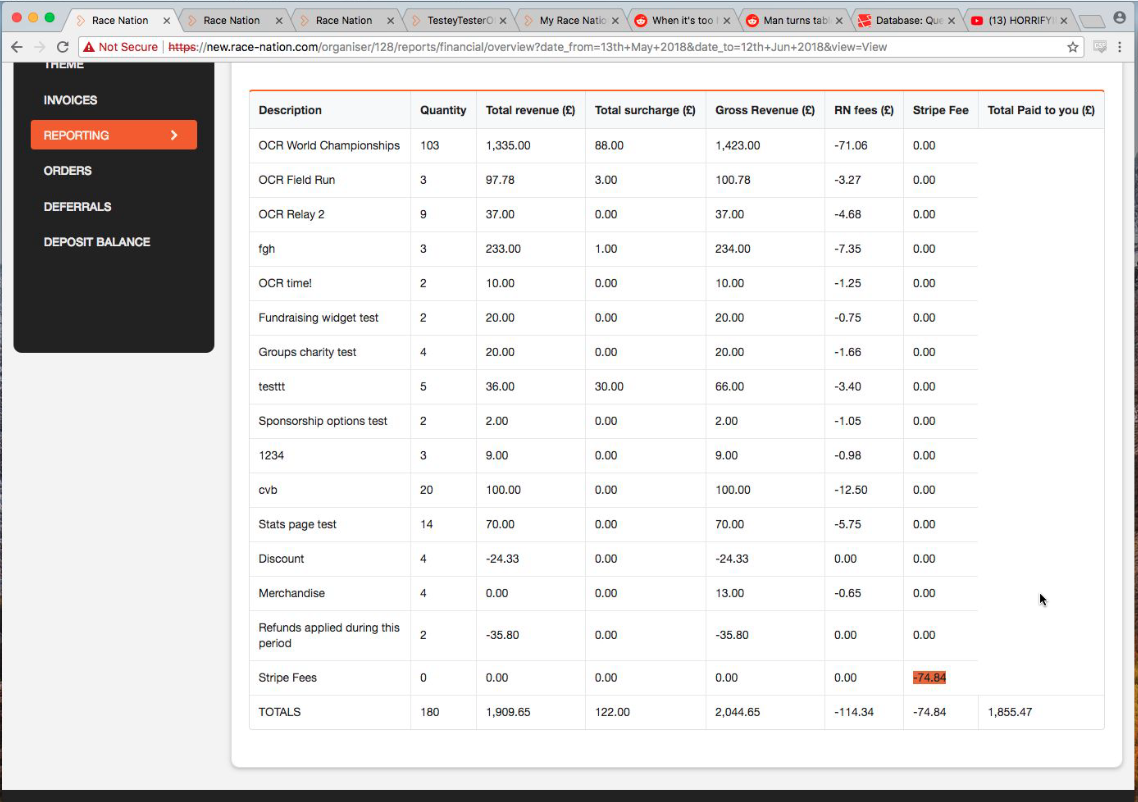 Race Nation Race Nation Race Nation TesteyTester My Race Natio When it's too Man turns tab Database: Que (13) HORRIFYI
Not Secure https://new.race-nation.com/organiser/128/reports/financial/overview?date_from=13th+May+2018&date_to=12th+Jun+2018&view=View
THEME
INVOICES
REPORTING
ORDERS
DEFERRALS
DEPOSIT BALANCE
Description Quantity Total revenue (£) Total surcharge (£) Gross Revenue (£) RN fees (£) Stripe Fee Total Paid to you (£)
OCR World Championships 103 1,335.00 88.00 1,423.00 -71.06 0.00
OCR Field Run 3 97.78 3.00 100.78 -3.27 0.00
OCR Relay 2 9 37.00 0.00 37.00 -4.68 0.00
fgh 3 233.00 1.00 234.00 -7.35 0.00
OCR time! 2 10.00 0.00 10.00 -1.25 0.00
Fundraising widget test 2 20.00 0.00 20.00 -0.75 0.00
Groups charity test 4 20.00 0.00 20.00 -1.66 0.00
testtt 5 36.00 30.00 66.00 -3.40 0.00
Sponsorship options test 2 2.00 0.00 2.00 -1.05 0.00
1234 3 9.00 0.00 9.00 -0.98 0.00
cvb 20 100.00 0.00 100.00 -12.50 0.00
Stats page test 14 70.00 0.00 70.00 -5.75 0.00
Discount 4 -24.33 0.00 -24.33 0.00 0.00
Merchandise 4 0.00 0.00 13.00 -0.65 0.00
Refunds applied during this
period 2 -35.80 0.00 -35.80 0.00 0.00
Stripe Fees 0 0.00 0.00 0.00 0.00 -74.84
TOTALS 180 1,909.65 122.00 2,044.65 -114.34 -74.84 1,855.47